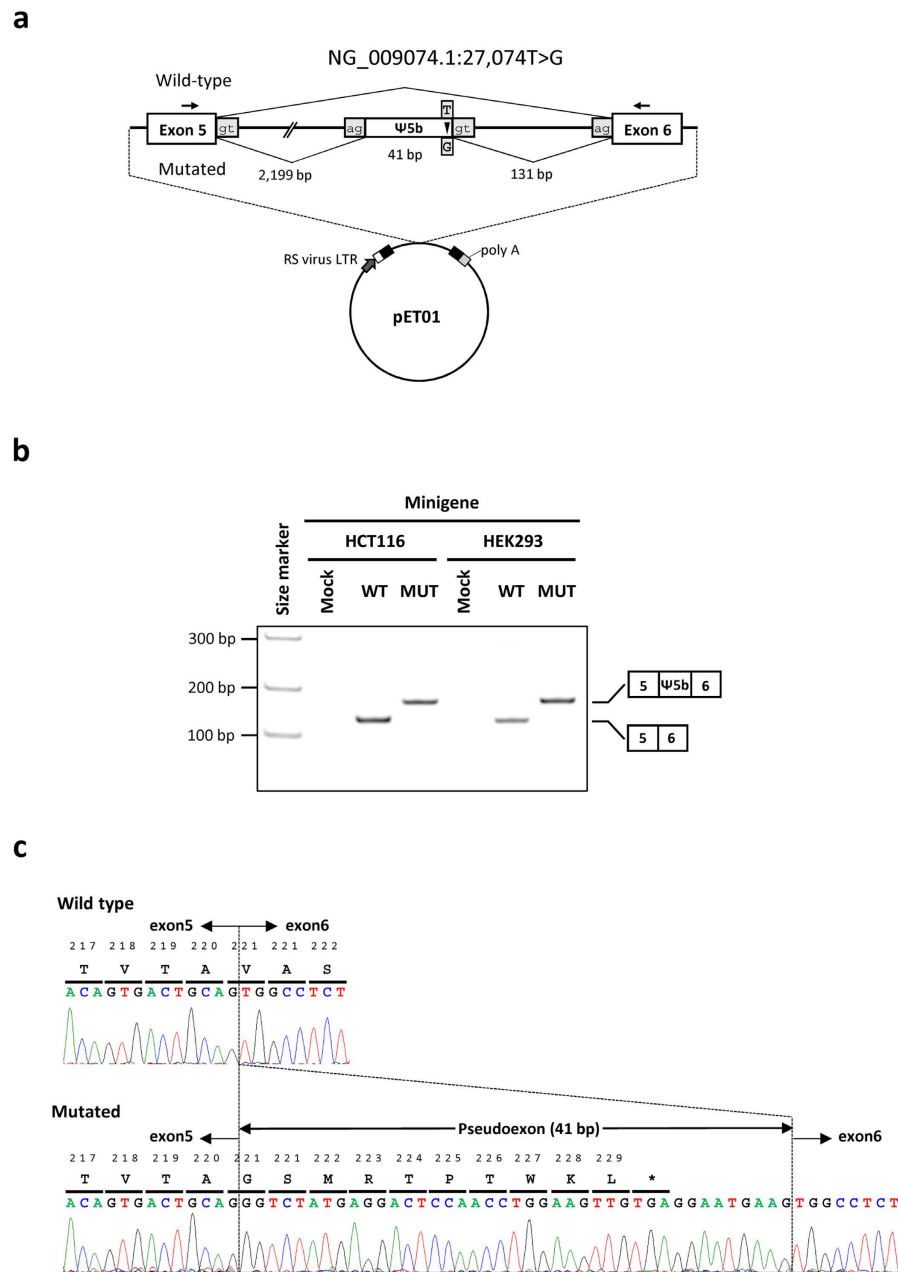 a
NG_009074.1:27,074T>G
Wild-type
T
Exon 5 gt ag Ψ5b gt ag Exon 6
G
Mutated
41 bp
2,199 bp
131 bp
RS virus LTR
poly A
pET01
b
Minigene
HCT116 HEK293
Size marker Mock WT MUT Mock WT MUT
300 bp
200 bp
100 bp
5 Ψ5b 6
5 6
c
Wild type
exon5 exon6
217 218 219 220 221 221 222
T V T A V A S
ACAGTGACTGCAGTGGCCTCT
Mutated
exon5 Pseudoexon (41 bp) exon6
217 218 219 220 221 221 222 223 224 225 226 227 228 229
T V T A G S M R T P T W K L *
ACAGTGACTGCAGGGTCTATGAGGACTCCAACCTGGAAGTTGTGAGGAATGAAGTGGCCTCT